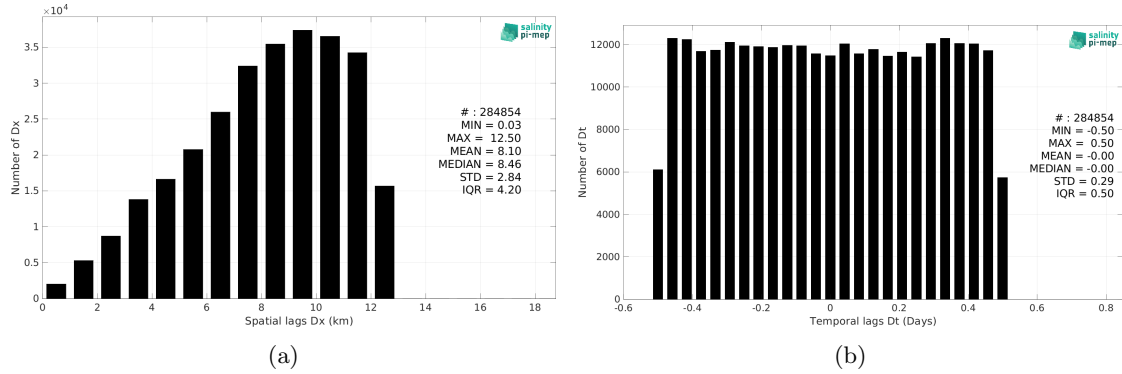 ×10⁴
3.5
3
2.5
2
1.5
1
0.5
0
Number of Dx
0 2 4 6 8 10 12 14 16 18
Spatial lags Dx (km)
salinity
pi-mep
# : 284854
MIN = 0.03
MAX = 12.50
MEAN = 8.10
MEDIAN = 8.46
STD = 2.84
IQR = 4.20
(a)
12000
10000
8000
6000
4000
2000
0
Number of Dt
-0.6 -0.4 -0.2 0 0.2 0.4 0.6 0.8
Temporal lags Dt (Days)
salinity
pi-mep
# : 284854
MIN = -0.50
MAX = 0.50
MEAN = -0.00
MEDIAN = -0.00
STD = 0.29
IQR = 0.50
(b)